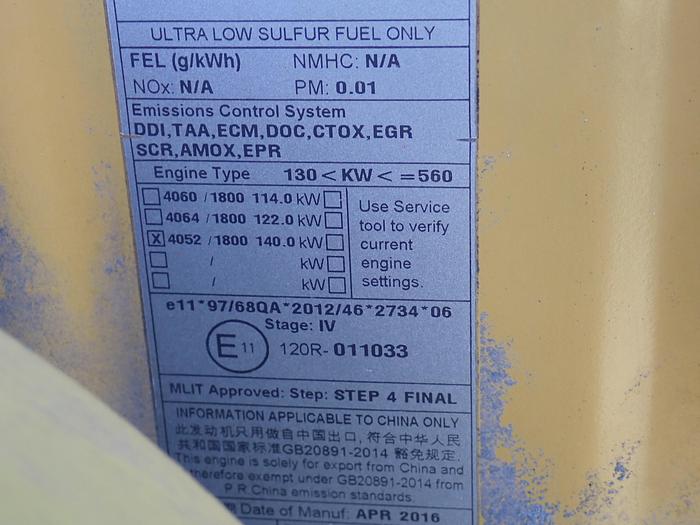 ULTRA LOW SULFUR FUEL ONLY
FEL (g/kWh) NMHC: N/A
NOx: N/A PM: 0.01
Emissions Control System
DDI,TAA,ECM,DOC,CTOX,EGR
SCR,AMOX,EPR
Engine Type 130 < KW < =560
4060 /1800 114.0 kW
4064 /1800 122.0 kW
X 4052 /1800 140.0 kW
/ kW
/ kW
Use Service
tool to verify
current
engine
settings.
e11*97/68QA*2012/46*2734*06
Stage: IV
E 11 120R- 011033
MLIT Approved: Step: STEP 4 FINAL
INFORMATION APPLICABLE TO CHINA ONLY
此发动机只用做自中国出口, 符合中华人民
共和国国家标准GB20891-2014 豁免规定.
This engine is solely for export from China and
therefore exempt under GB20891-2014 from
P.R.China emission standards.
Date of Manuf: APR 2016